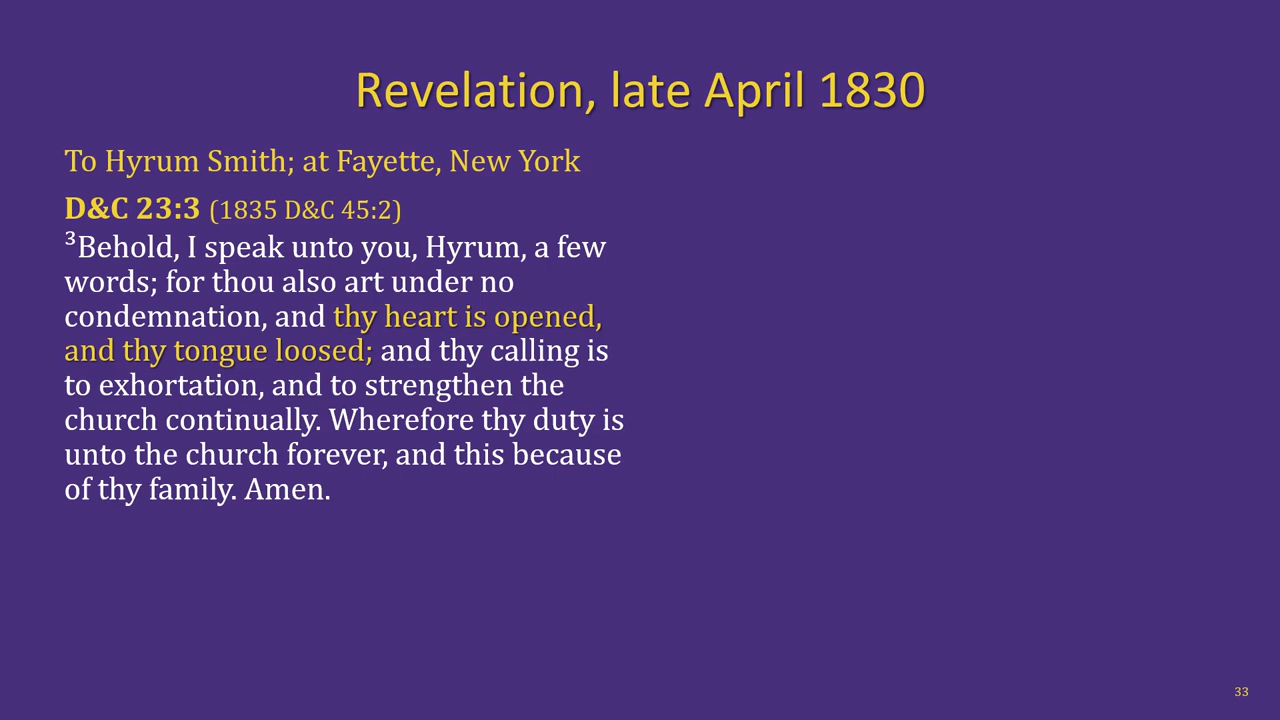 Revelation, late April 1830
To Hyrum Smith; at Fayette, New York
D&C 23:3 (1835 D&C 45:2)
³Behold, I speak unto you, Hyrum, a few
words; for thou also art under no
condemnation, and thy heart is opened,
and thy tongue loosed; and thy calling is
to exhortation, and to strengthen the
church continually. Wherefore thy duty is
unto the church forever, and this because
of thy family. Amen.
33